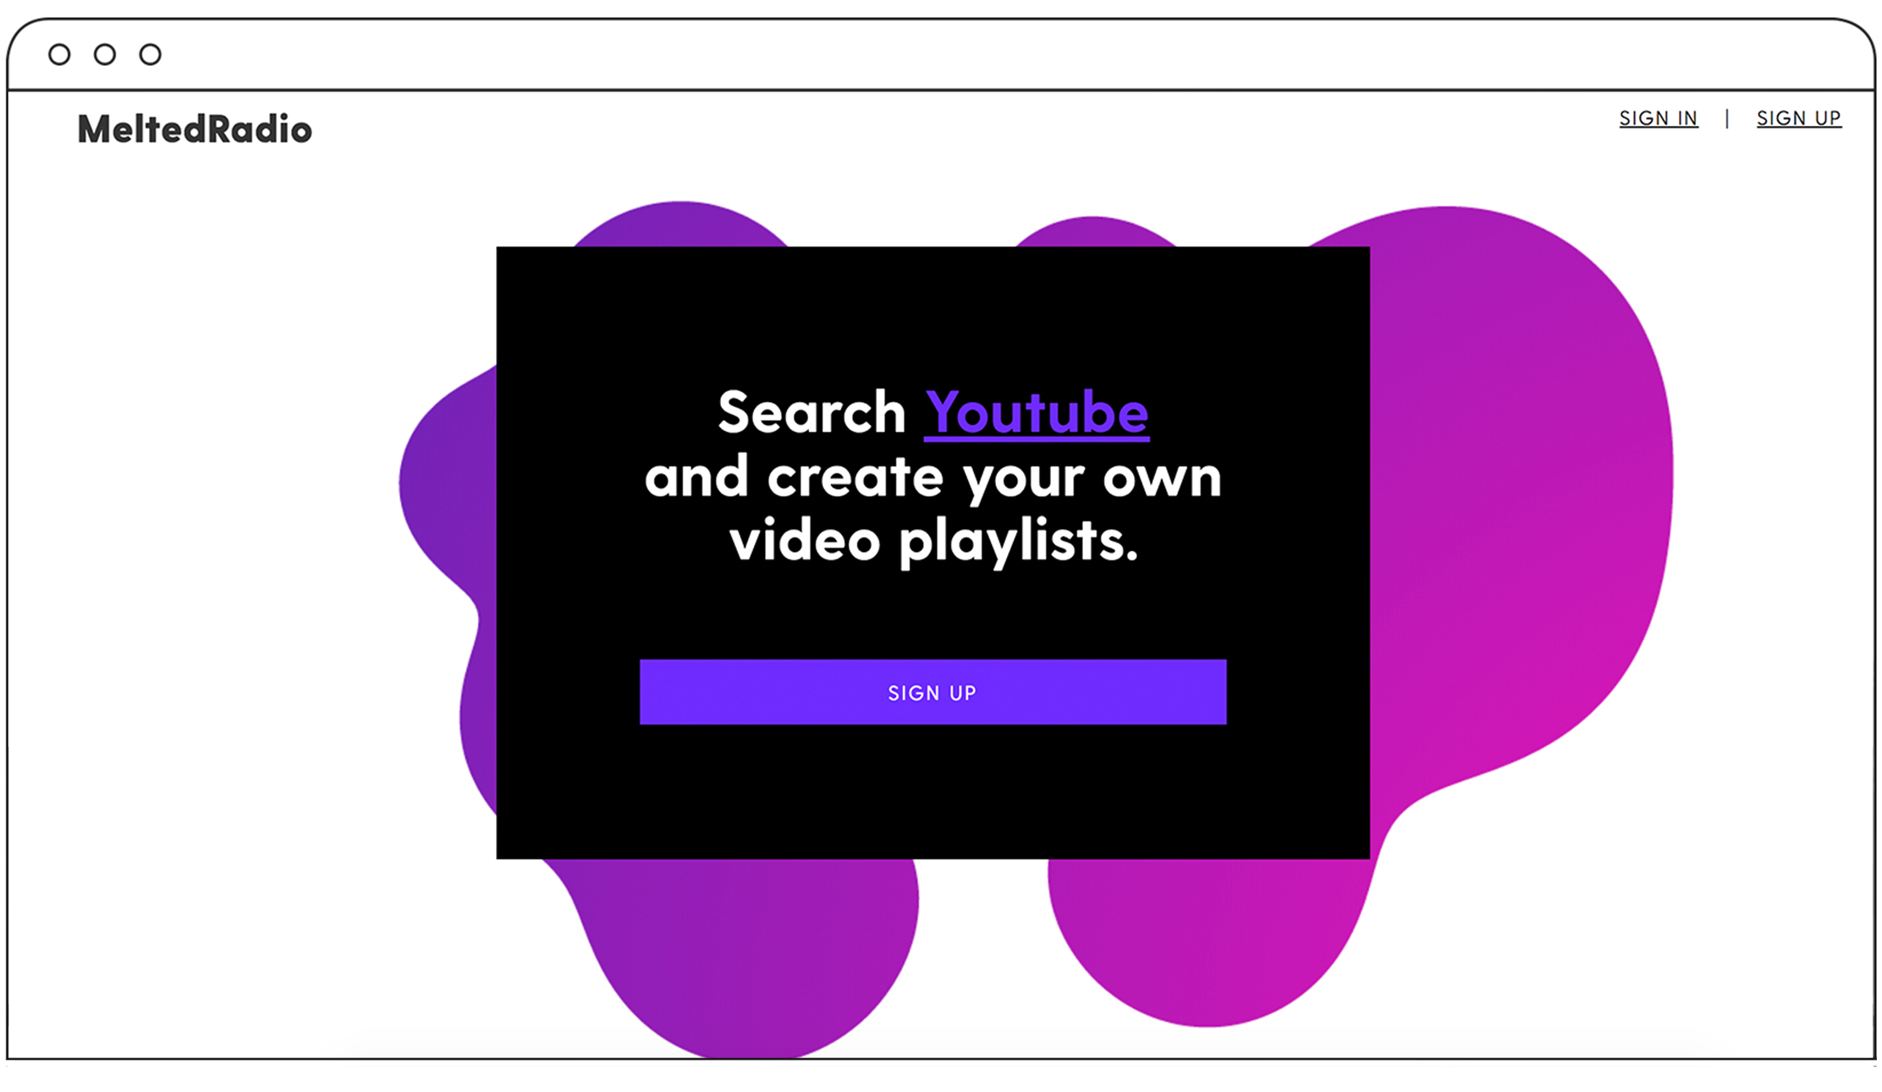 MeltedRadio
SIGN IN | SIGN UP
Search Youtube
and create your own
video playlists.
SIGN UP